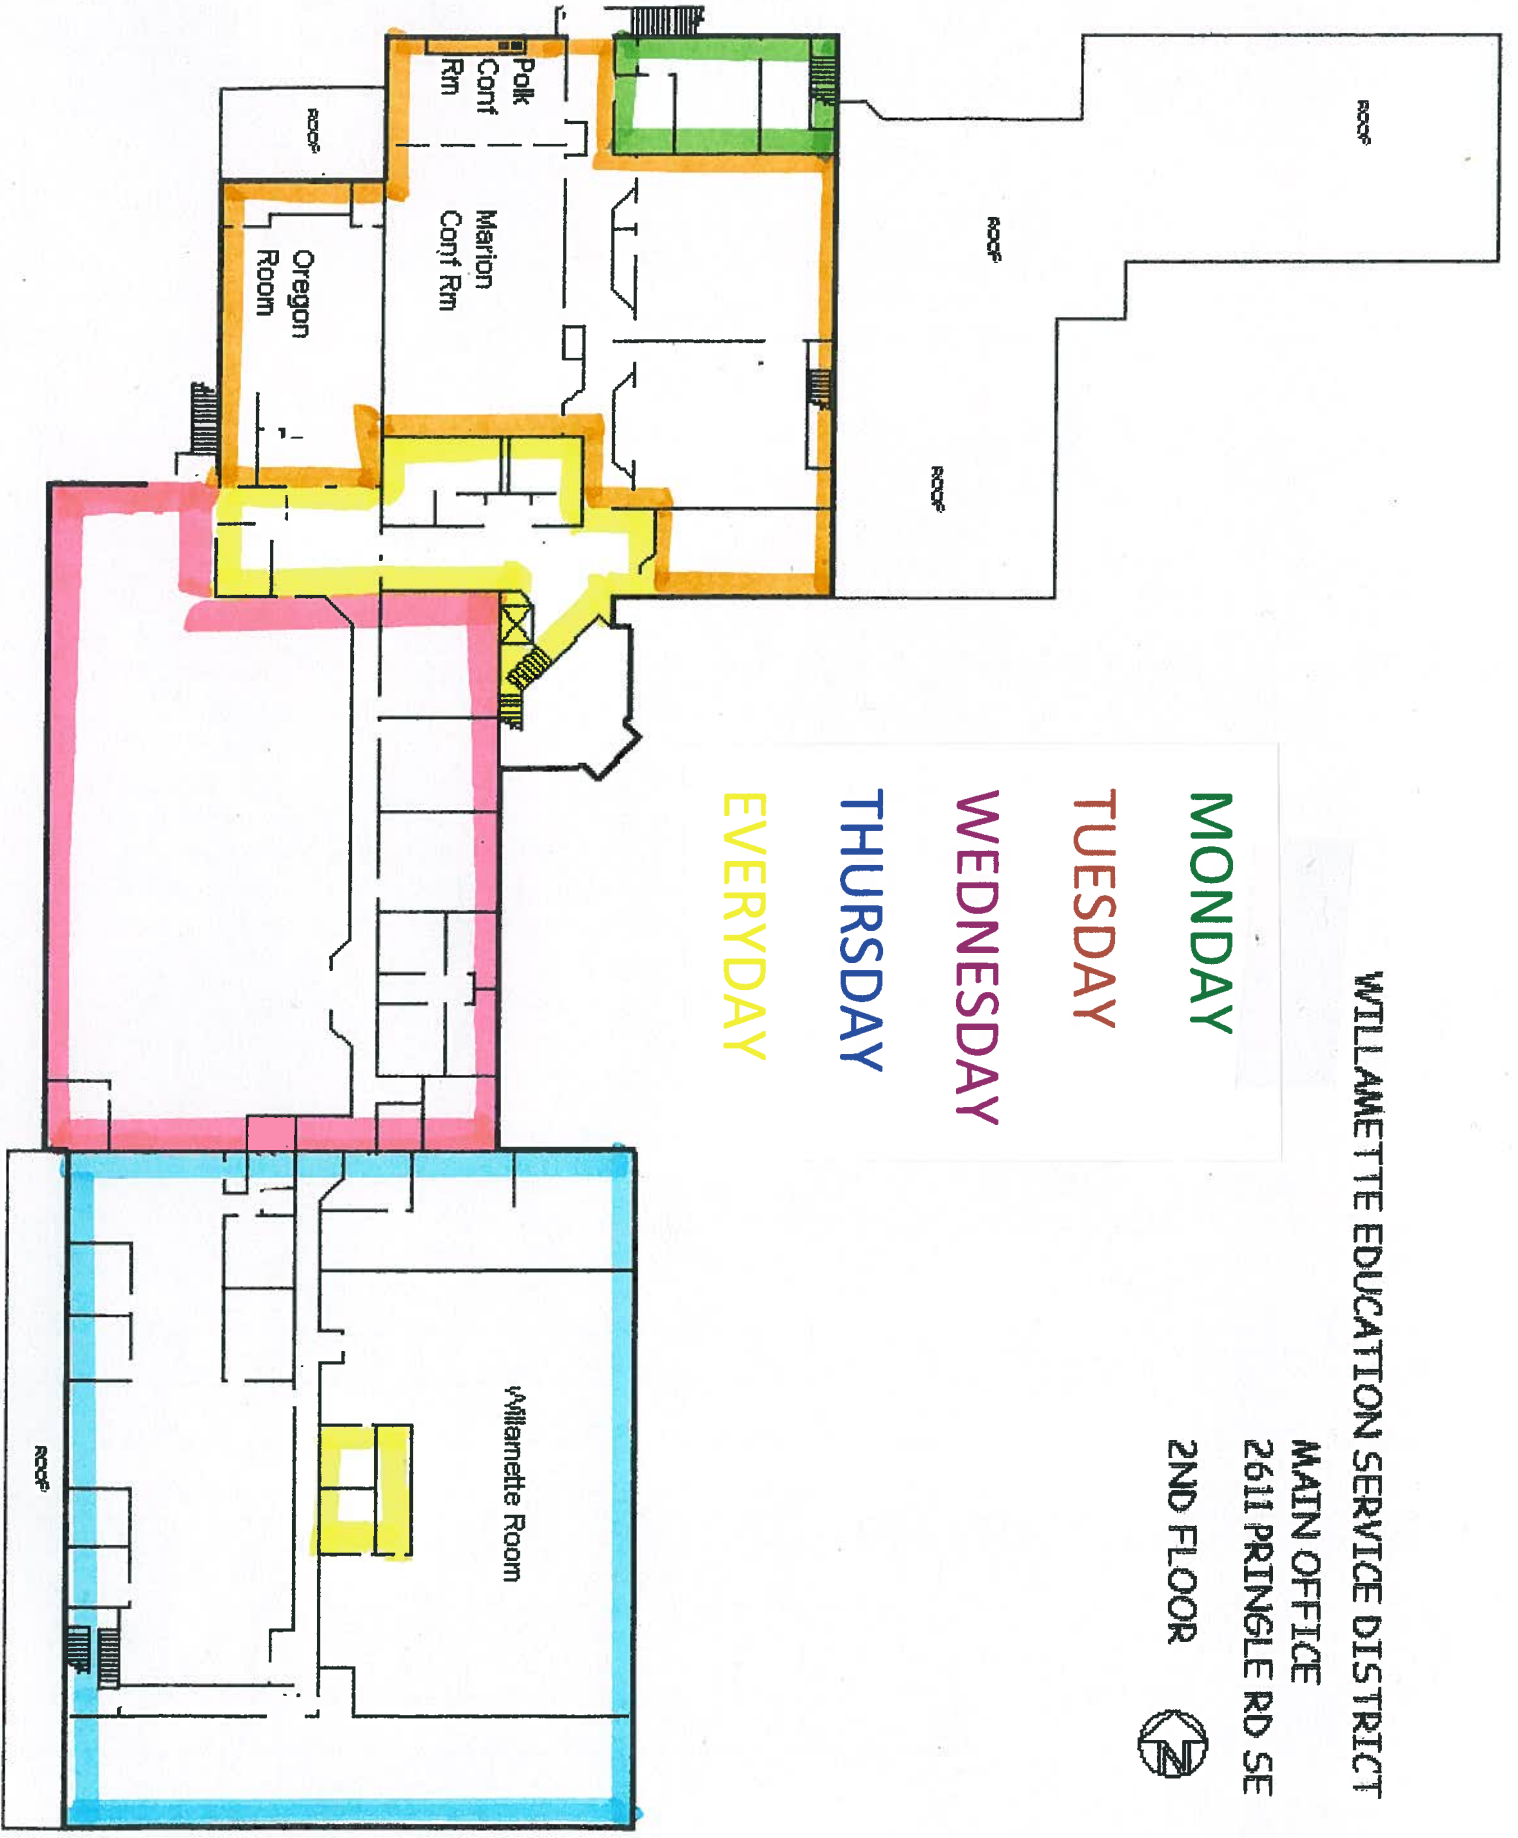 WILLAMETTE EDUCATION SERVICE DISTRICT
MAIN OFFICE
2611 PRINGLE RD SE
2ND FLOOR
N
MONDAY
TUESDAY
WEDNESDAY
THURSDAY
EVERYDAY
ROOF
ROOF
ROOF
Polk
Conf
Rm
Marion
Conf Rm
ROOF
Oregon
Room
Willamette Room
ROOF